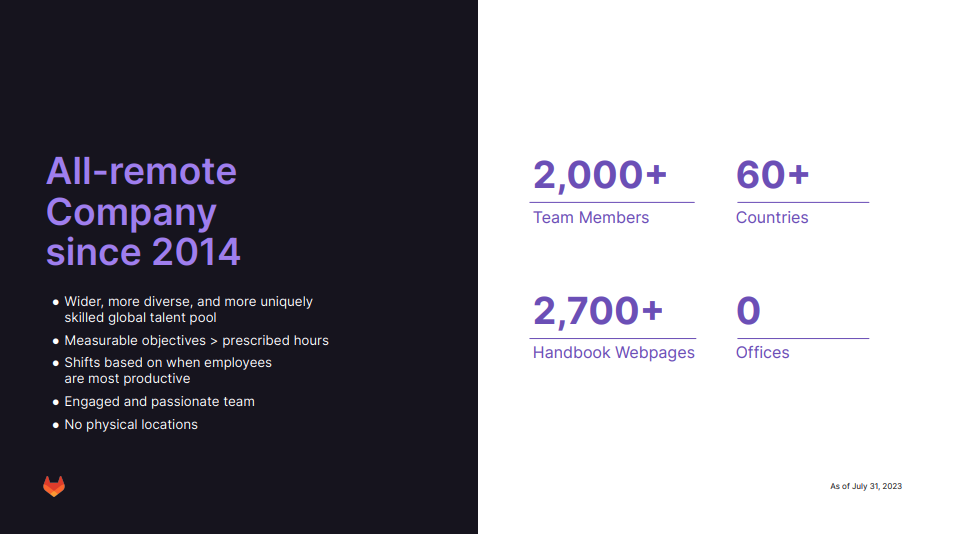 All-remote
Company
since 2014
● Wider, more diverse, and more uniquely
skilled global talent pool
● Measurable objectives > prescribed hours
● Shifts based on when employees
are most productive
● Engaged and passionate team
● No physical locations
2,000+
Team Members
60+
Countries
2,700+
Handbook Webpages
0
Offices
As of July 31, 2023